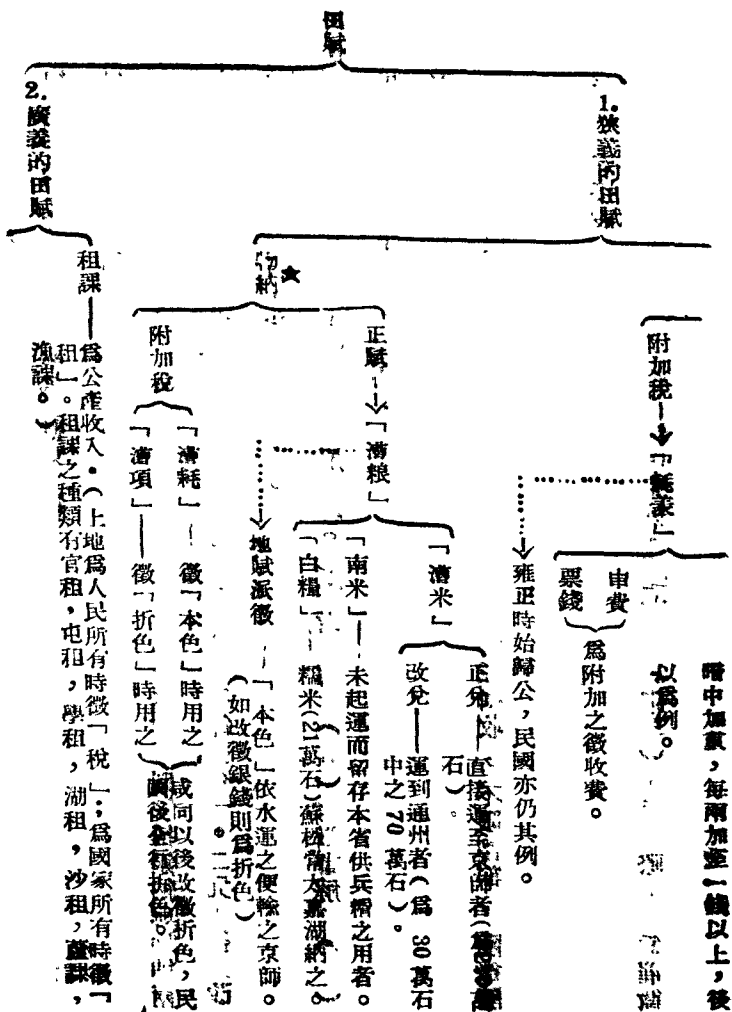 田賦
1. 狹義的田賦
暗中加重，每兩加至一錢以上，後
以爲例。
附加稅→「耗羨」
串費
票錢
爲附加之徵收費。
雍正時始歸公，民國亦仍其例。
★
正賦→「漕粮」
「漕米」
正兌——直接運至京師者
石）。
改兌——運到通州者（爲 30 萬石
中之 70 萬石）。
「南米」——未起運而留存本省供兵糈之用者。
「白糧」——糯米（21萬石）蘇松常太嘉湖納之。
地賦派徵——「本色」依水運之便輸之京師。
（如改徵銀錢則爲折色）
附加稅
「漕耗」——徵「本色」時用之
「漕項」——徵「折色」時用之
咸同以後改徵折色，民
國後全行折色。
2. 廣義的田賦
租課——爲公產收入。（土地爲人民所有時徵「稅」；爲國家所有時徵「
租」。租課之種類有官租，屯租，學租，湖租，沙租，蘆課，
漁課。）